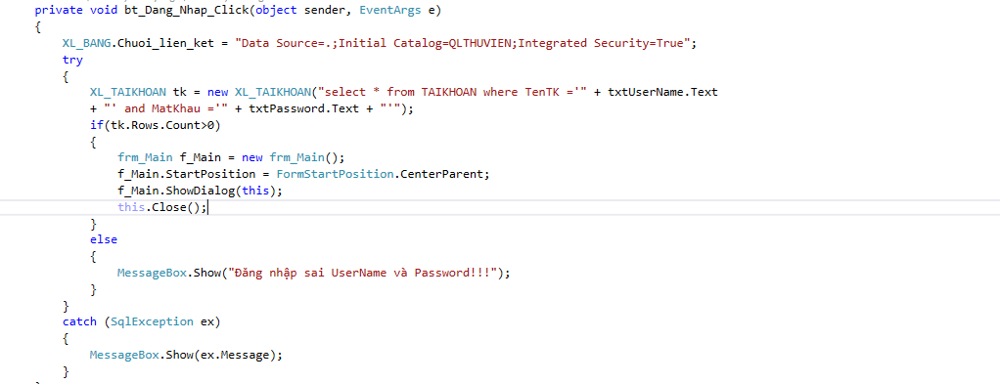 private void bt_Dang_Nhap_Click(object sender, EventArgs e)
{
XL_BANG.Chuoi_lien_ket = "Data Source=.;Initial Catalog=QLTHUVIEN;Integrated Security=True";
try
{
XL_TAIKHOAN tk = new XL_TAIKHOAN("select * from TAIKHOAN where TenTK ='" + txtUserName.Text
+ "' and MatKhau ='" + txtPassword.Text + "'");
if(tk.Rows.Count>0)
{
frm_Main f_Main = new frm_Main();
f_Main.StartPosition = FormStartPosition.CenterParent;
f_Main.ShowDialog(this);
this.Close();
}
else
{
MessageBox.Show("Đăng nhập sai UserName và Password!!!");
}
}
catch (SqlException ex)
{
MessageBox.Show(ex.Message);
}